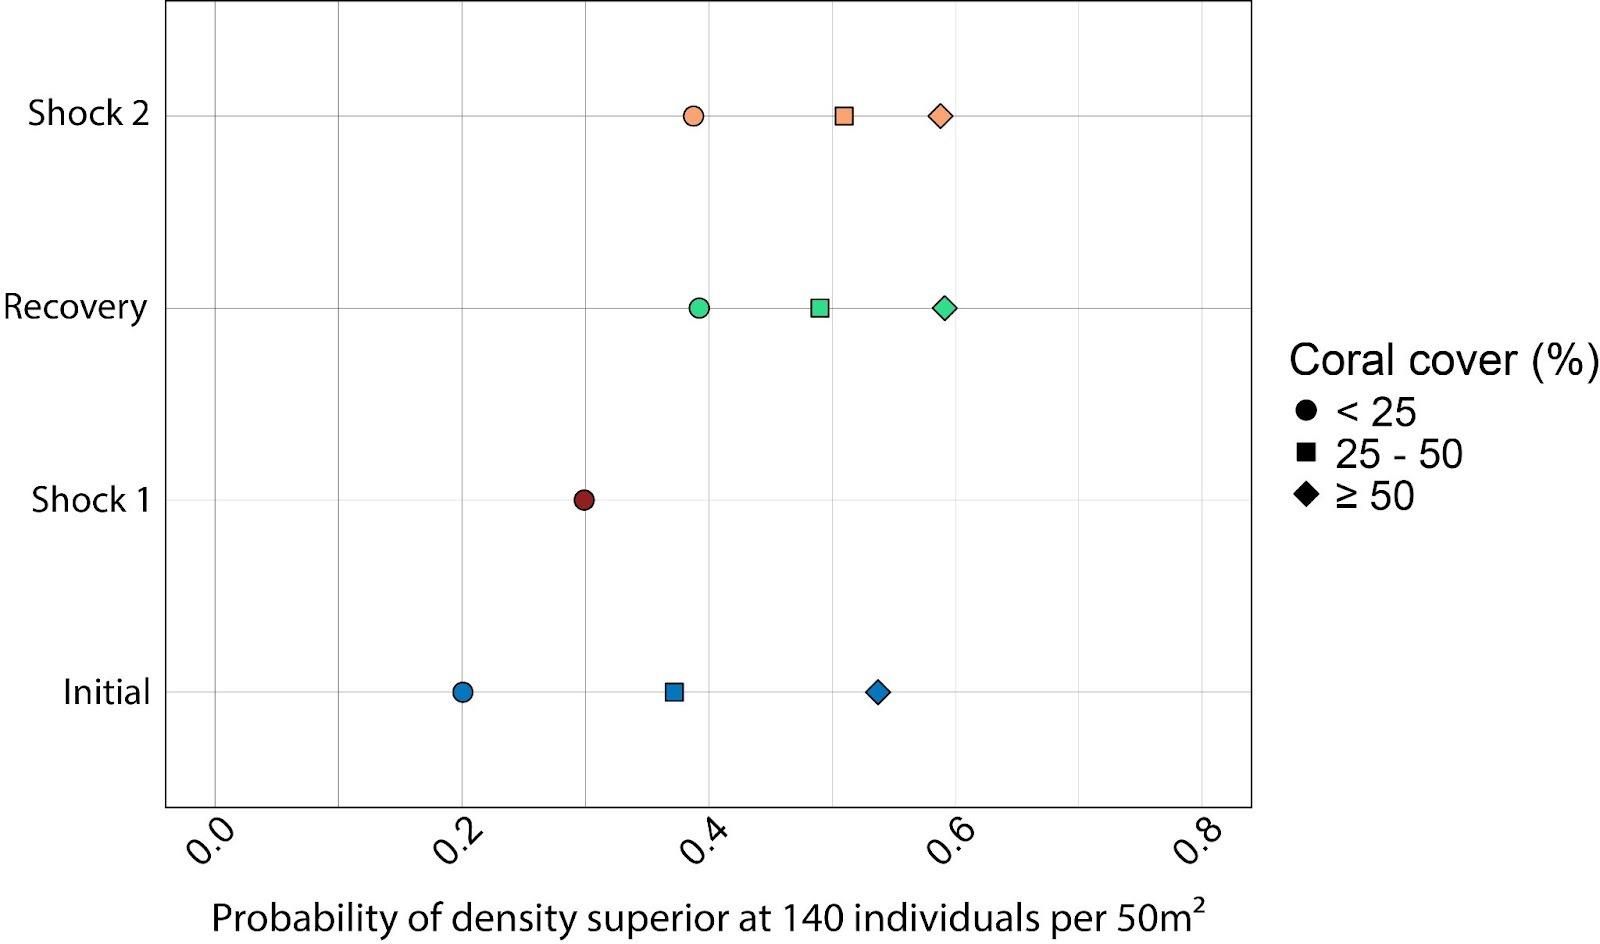 Shock 2
Recovery
Shock 1
Initial
0.0
0.2
0.4
0.6
0.8
Probability of density superior at 140 individuals per 50m²
Coral cover (%)
< 25
25 - 50
≥ 50